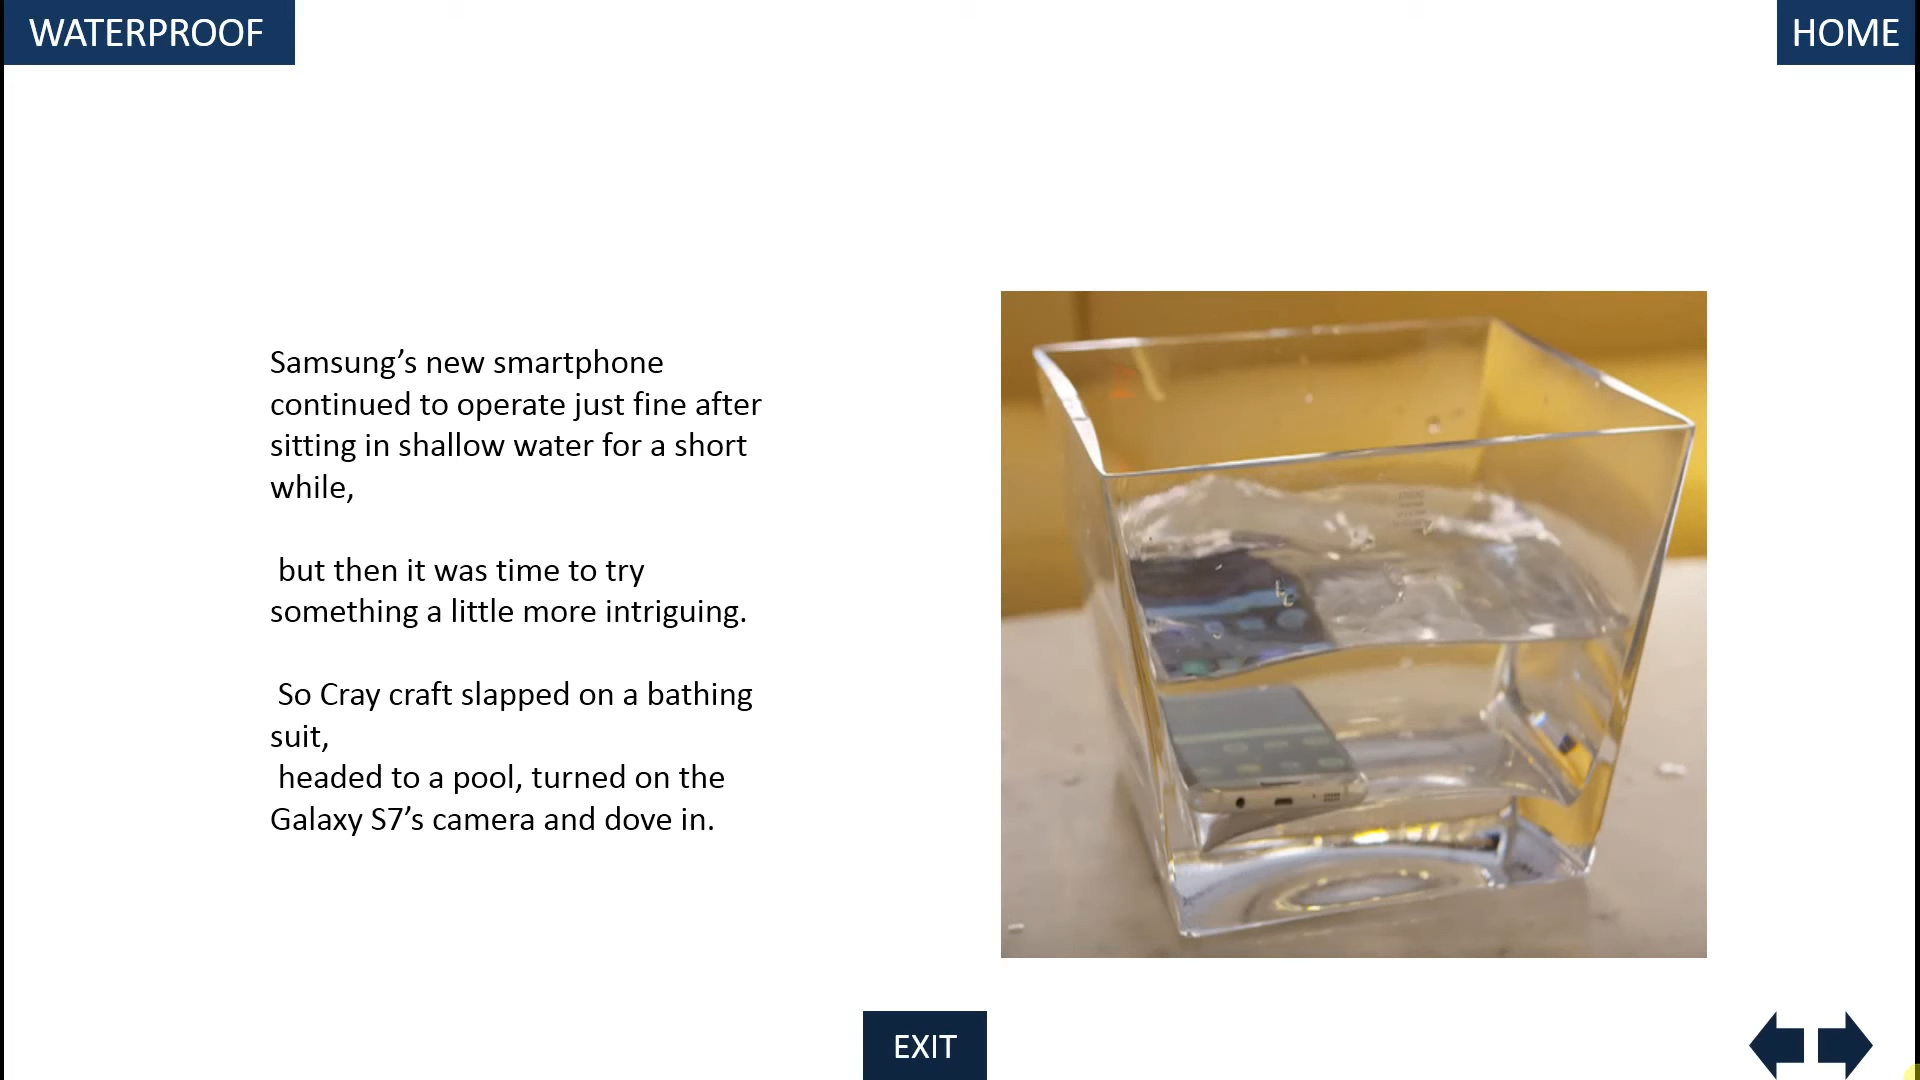 WATERPROOF
HOME
Samsung’s new smartphone
continued to operate just fine after
sitting in shallow water for a short
while,
but then it was time to try
something a little more intriguing.
So Cray craft slapped on a bathing
suit,
headed to a pool, turned on the
Galaxy S7’s camera and dove in.
EXIT